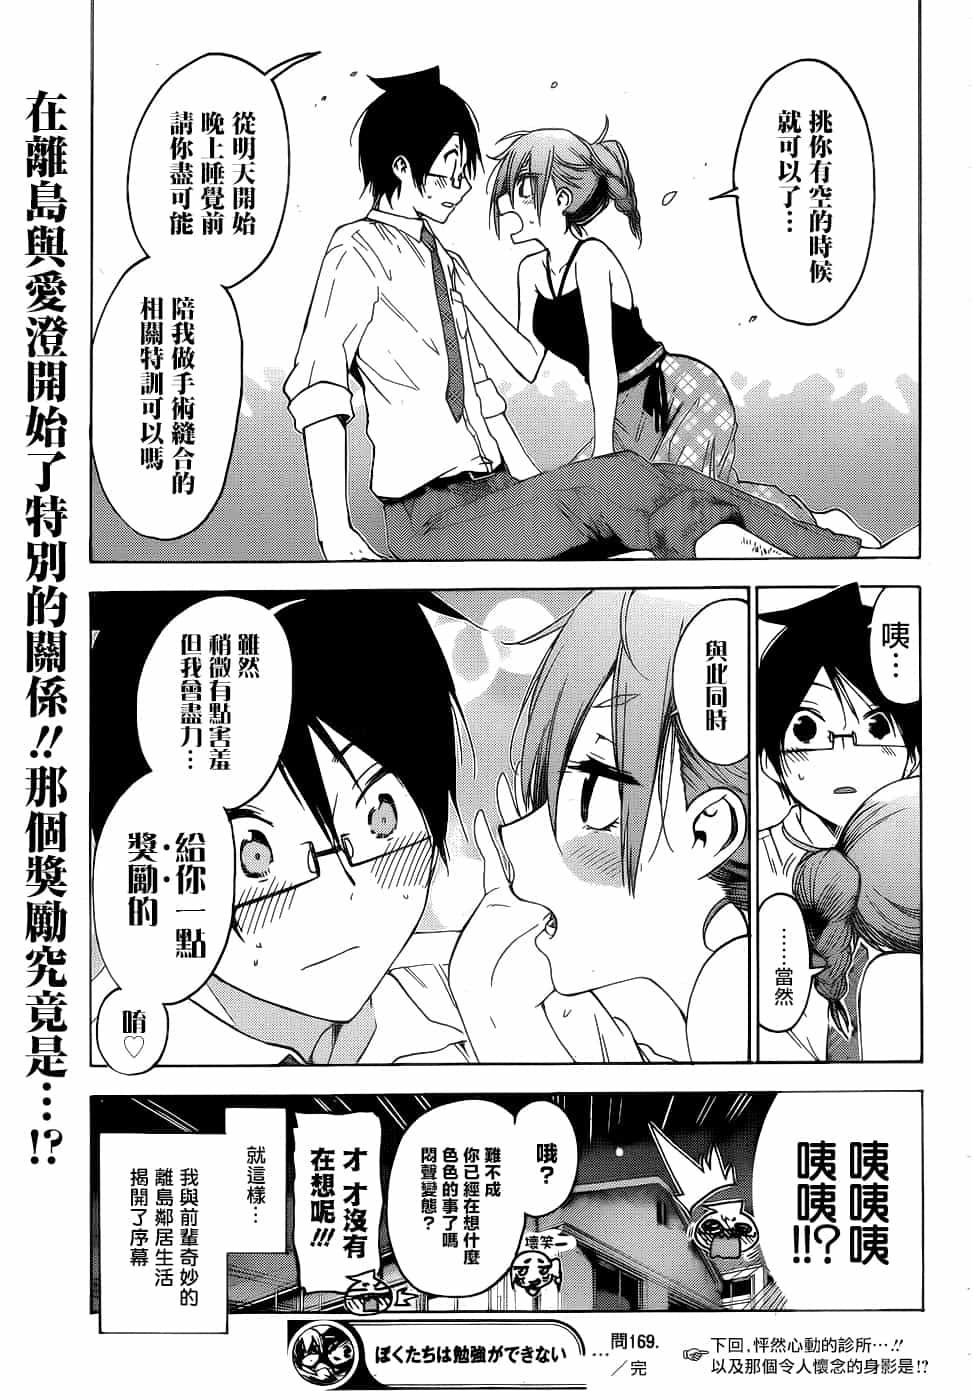 挑你有空的時候
就可以了…
從明天開始
晚上睡覺前
請你盡可能
陪我做手術縫合的
相關特訓可以嗎
咦…
……當然
與此同時
雖然
稍微有點害羞
但我會盡力…
給你一點
獎勵的
唷♡
咦咦咦
咦咦!!?
壞笑
哦?
難不成
你已經在想什麼
色色的事了嗎
悶聲變態?
才 才沒有
在想呢!!!
就這樣…
我與前輩奇妙的
離島鄰居生活
揭開了序幕
在離島與愛澄開始了特別的關係!!那個獎勵究竟是…!?
ぼくたちは勉強ができない
…問169.
／完
☞下回,怦然心動的診所…!!
以及那個令人懷念的身影是!?